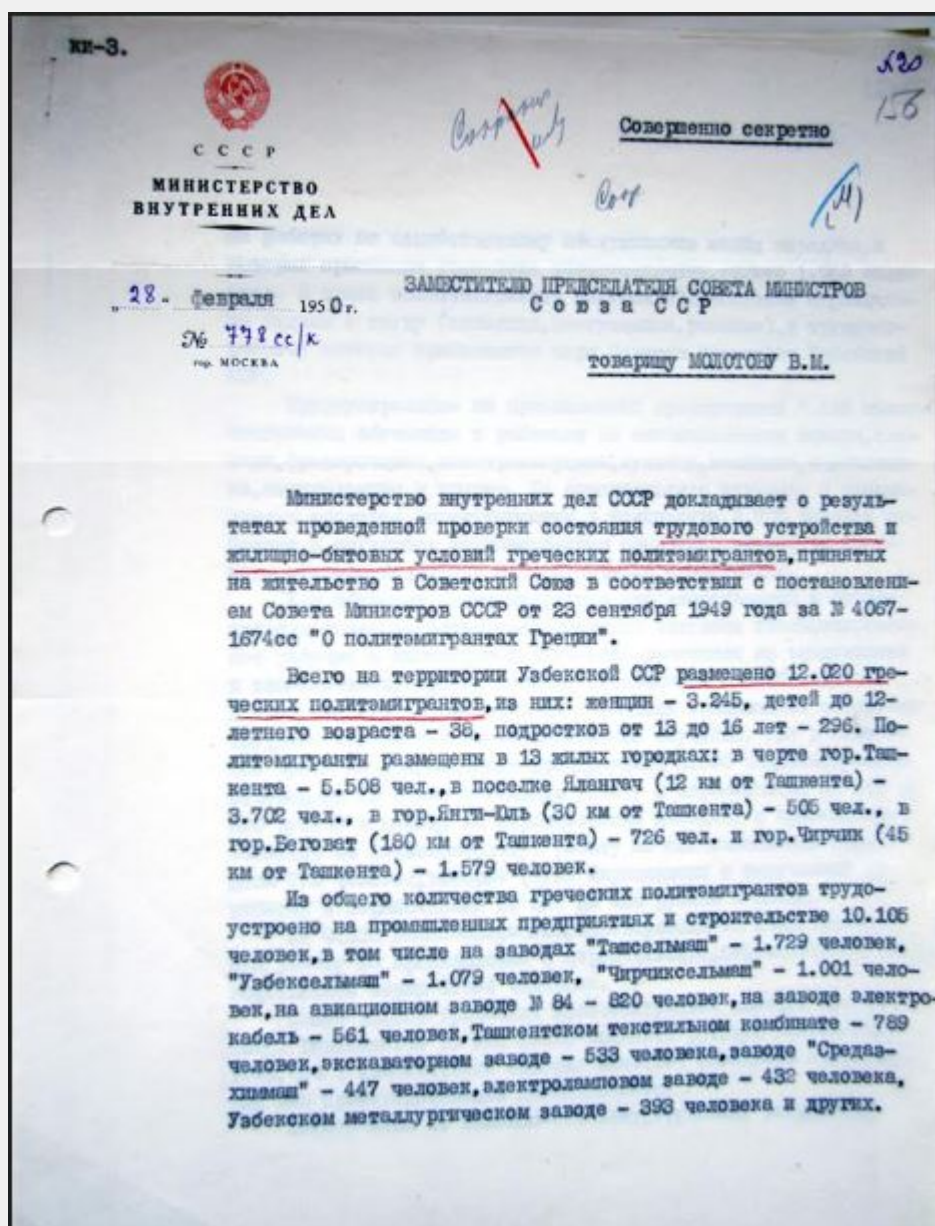 КИ-3.
Совершенно секретно
СССР
МИНИСТЕРСТВО
ВНУТРЕННИХ ДЕЛ
"28" февраля 1950 г.
№ 778 сс/к
гор. МОСКВА
ЗАМЕСТИТЕЛЮ ПРЕДСЕДАТЕЛЯ СОВЕТА МИНИСТРОВ
Союза ССР
товарищу МОЛОТОВУ В.М.
Министерство внутренних дел СССР докладывает о резуль-
татах проведенной проверки состояния трудового устройства и
жилищно-бытовых условий греческих политэмигрантов, принятых
на жительство в Советский Союз в соответствии с постановлени-
ем Совета Министров СССР от 23 сентября 1949 года за № 4067-
1674сс "О политэмигрантах Греции".
Всего на территории Узбекской ССР размещено 12.020 гре-
ческих политэмигрантов, из них: женщин - 3.245, детей до 12-
летнего возраста - 38, подростков от 13 до 16 лет - 296. По-
литэмигранты размещены в 13 жилых городках: в черте гор.Таш-
кента - 5.508 чел., в поселке Ялангач (12 км от Ташкента) -
3.702 чел., в гор.Янги-Юль (30 км от Ташкента) - 505 чел., в
гор.Беговат (180 км от Ташкента) - 726 чел. и гор.Чирчик (45
км от Ташкента) - 1.579 человек.
Из общего количества греческих политэмигрантов трудо-
устроено на промышленных предприятиях и строительстве 10.105
человек, в том числе на заводах "Ташсельмаш" - 1.729 человек,
"Узбексельмаш" - 1.079 человек, "Чирчиксельмаш" - 1.001 чело-
век, на авиационном заводе № 84 - 820 человек, на заводе электро-
кабель - 561 человек, Ташкентском текстильном комбинате - 789
человек, экскаваторном заводе - 533 человека, заводе "Средаз-
химмаш" - 447 человек, электроламповом заводе - 432 человека,
Узбекском металлургическом заводе - 393 человека и других.